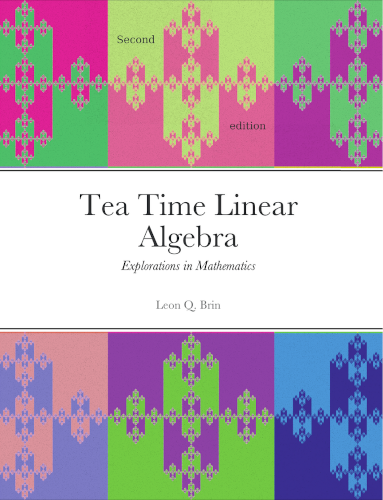 Second
edition
Tea Time Linear
Algebra
Explorations in Mathematics
Leon Q. Brin